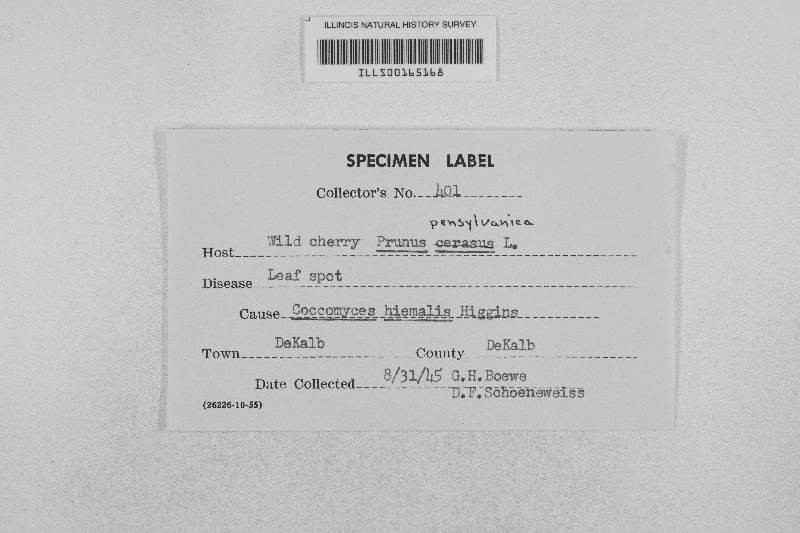 ILLINOIS NATURAL HISTORY SURVEY
ILLS00165168
SPECIMEN LABEL
Collector's No. 401
pensylvanica
Host Wild cherry Prunus cerasus L.
Disease Leaf spot
Cause Coccomyces hiemalis Higgins
Town DeKalb County DeKalb
Date Collected 8/31/45 G.H.Boewe
D.F.Schoeneweiss
(26226-10-55)